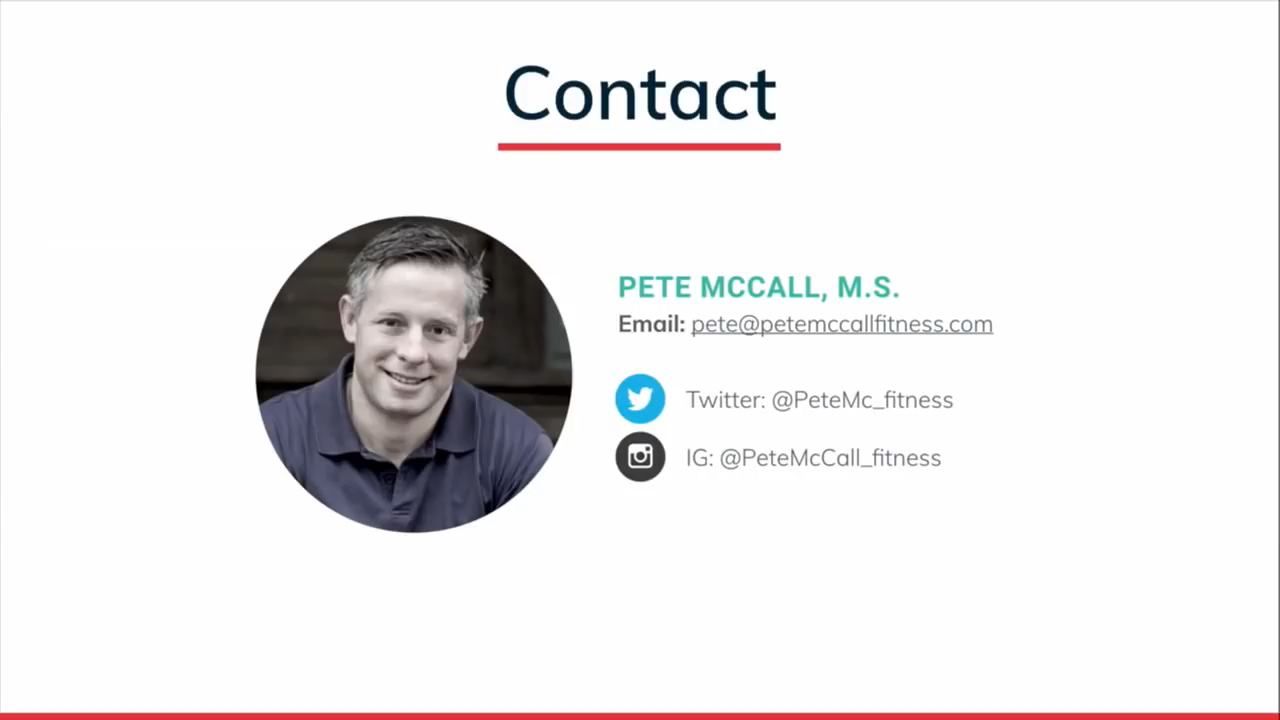 Contact
PETE MCCALL, M.S.
Email: pete@petemccallfitness.com
Twitter: @PeteMc_fitness
IG: @PeteMcCall_fitness